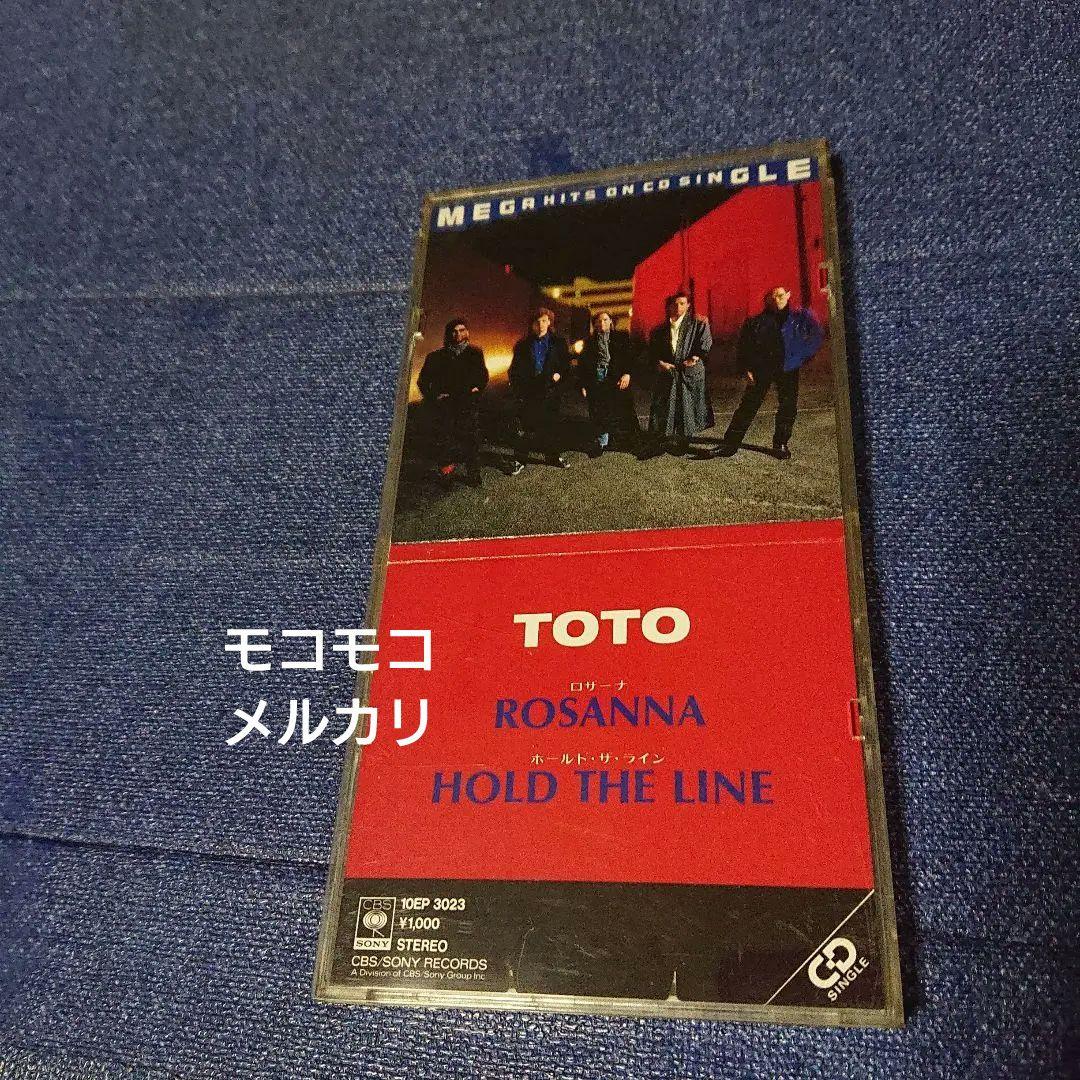 MEGA HITS ON CD SINGLE
TOTO
ロザーナ
ROSANNA
ホールド・ザ・ライン
HOLD THE LINE
モコモコ
メルカリ
CBS
SONY
10EP 3023
¥1,000
STEREO
CBS/SONY RECORDS
A Division of CBS/Sony Group Inc.
CD
SINGLE